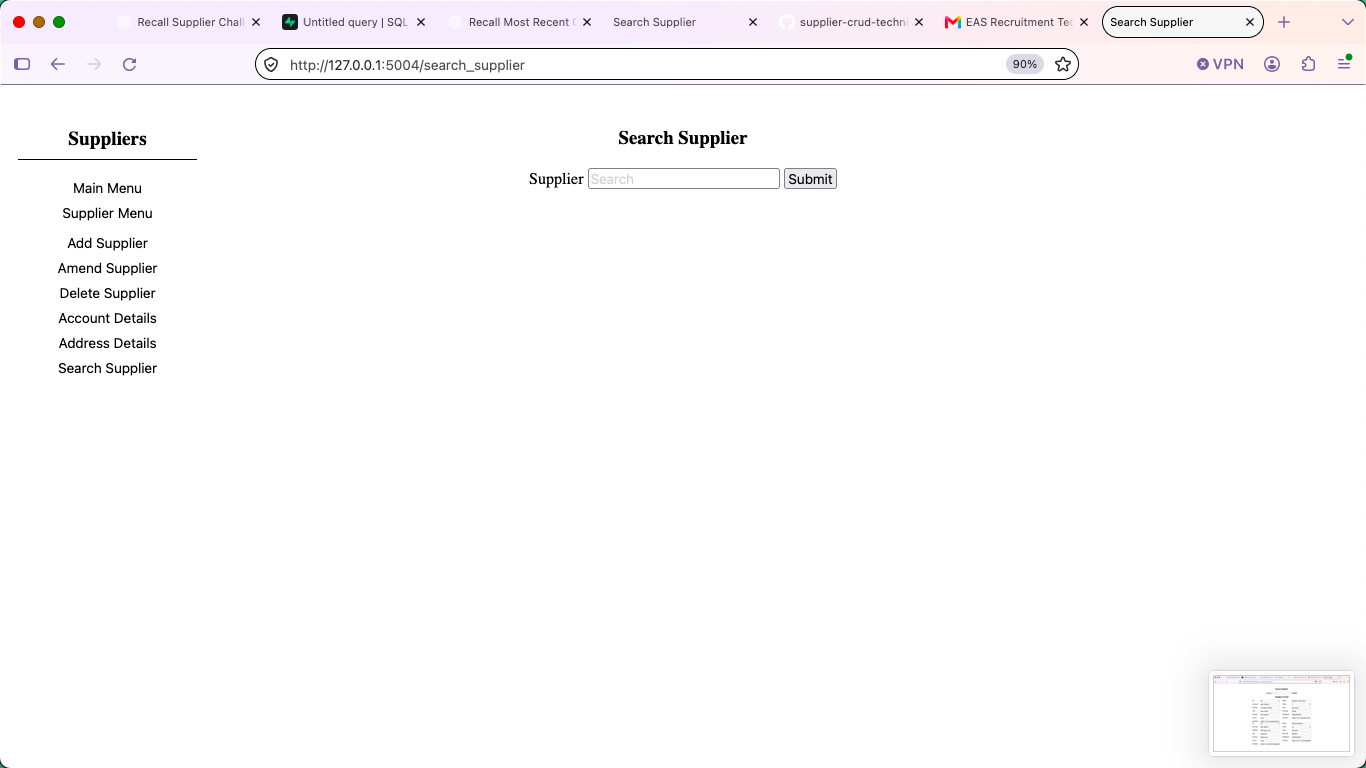 Recall Supplier Chall
Untitled query | SQL
Recall Most Recent
Search Supplier
supplier-crud-techni
EAS Recruitment Tec
Search Supplier
http://127.0.0.1:5004/search_supplier
90%
VPN
Suppliers
Main Menu
Supplier Menu
Add Supplier
Amend Supplier
Delete Supplier
Account Details
Address Details
Search Supplier
Search Supplier
Supplier Search Submit